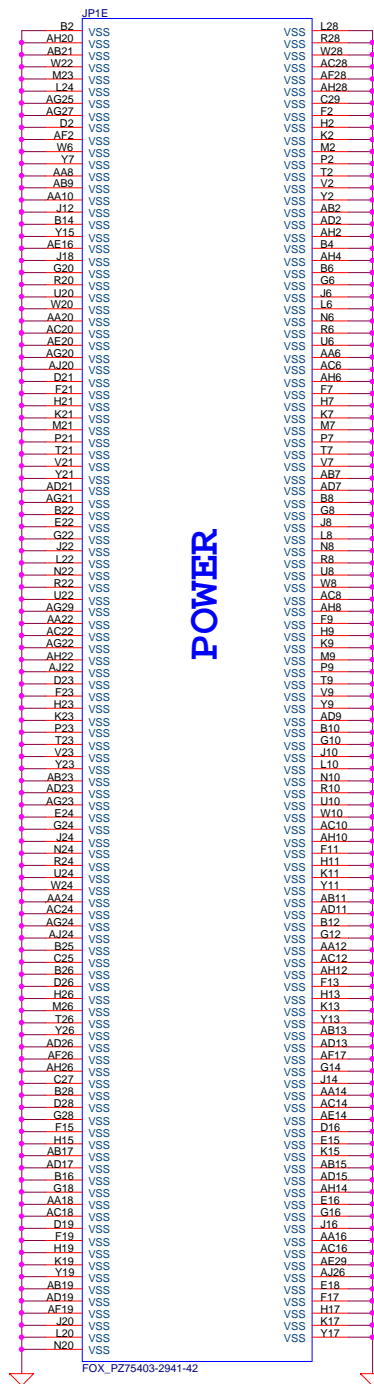 JP1E
B2 VSS VSS L28
AH20 VSS VSS R28
AB21 VSS VSS W28
W22 VSS VSS AC28
M23 VSS VSS AF28
L24 VSS VSS AH28
AG25 VSS VSS C29
AG27 VSS VSS F2
D2 VSS VSS H2
AF2 VSS VSS K2
W6 VSS VSS M2
Y7 VSS VSS P2
AA8 VSS VSS T2
AB9 VSS VSS V2
AA10 VSS VSS Y2
J12 VSS VSS AB2
B14 VSS VSS AD2
Y15 VSS VSS AH2
AE16 VSS VSS B4
J18 VSS VSS AH4
G20 VSS VSS B6
R20 VSS VSS G6
U20 VSS VSS J6
W20 VSS VSS L6
AA20 VSS VSS N6
AC20 VSS VSS R6
AE20 VSS VSS U6
AG20 VSS VSS AA6
AJ20 VSS VSS AC6
D21 VSS VSS AH6
F21 VSS VSS F7
H21 VSS VSS H7
K21 VSS VSS K7
M21 VSS VSS M7
P21 VSS VSS P7
T21 VSS VSS T7
V21 VSS VSS V7
Y21 VSS VSS AB7
AD21 VSS VSS AD7
AG21 VSS VSS B8
B22 VSS VSS G8
E22 VSS VSS J8
G22 VSS VSS L8
J22 VSS VSS N8
L22 VSS VSS R8
N22 VSS VSS U8
R22 VSS VSS W8
U22 VSS VSS AC8
POWER
AG29 VSS VSS AH8
AA22 VSS VSS F9
AC22 VSS VSS H9
AG22 VSS VSS K9
AH22 VSS VSS M9
AJ22 VSS VSS P9
D23 VSS VSS T9
F23 VSS VSS V9
H23 VSS VSS Y9
K23 VSS VSS AD9
P23 VSS VSS B10
T23 VSS VSS G10
V23 VSS VSS J10
Y23 VSS VSS L10
AB23 VSS VSS N10
AD23 VSS VSS R10
AG23 VSS VSS U10
E24 VSS VSS W10
G24 VSS VSS AC10
J24 VSS VSS AH10
N24 VSS VSS F11
R24 VSS VSS H11
U24 VSS VSS K11
W24 VSS VSS Y11
AA24 VSS VSS AB11
AC24 VSS VSS AD11
AG24 VSS VSS B12
AJ24 VSS VSS G12
B25 VSS VSS AA12
C25 VSS VSS AC12
B26 VSS VSS AH12
D26 VSS VSS F13
H26 VSS VSS H13
M26 VSS VSS K13
T26 VSS VSS Y13
Y26 VSS VSS AB13
AD26 VSS VSS AD13
AF26 VSS VSS AF17
AH26 VSS VSS G14
C27 VSS VSS J14
B28 VSS VSS AA14
D28 VSS VSS AC14
G28 VSS VSS AE14
F15 VSS VSS D16
H15 VSS VSS E15
AB17 VSS VSS K15
AD17 VSS VSS AB15
B16 VSS VSS AD15
G18 VSS VSS AH14
AA18 VSS VSS E16
AC18 VSS VSS G16
D19 VSS VSS J16
F19 VSS VSS AA16
H19 VSS VSS AC16
K19 VSS VSS AE29
Y19 VSS VSS AJ26
AB19 VSS VSS E18
AD19 VSS VSS F17
AF19 VSS VSS H17
J20 VSS VSS K17
L20 VSS VSS Y17
N20 VSS
FOX_PZ75403-2941-42